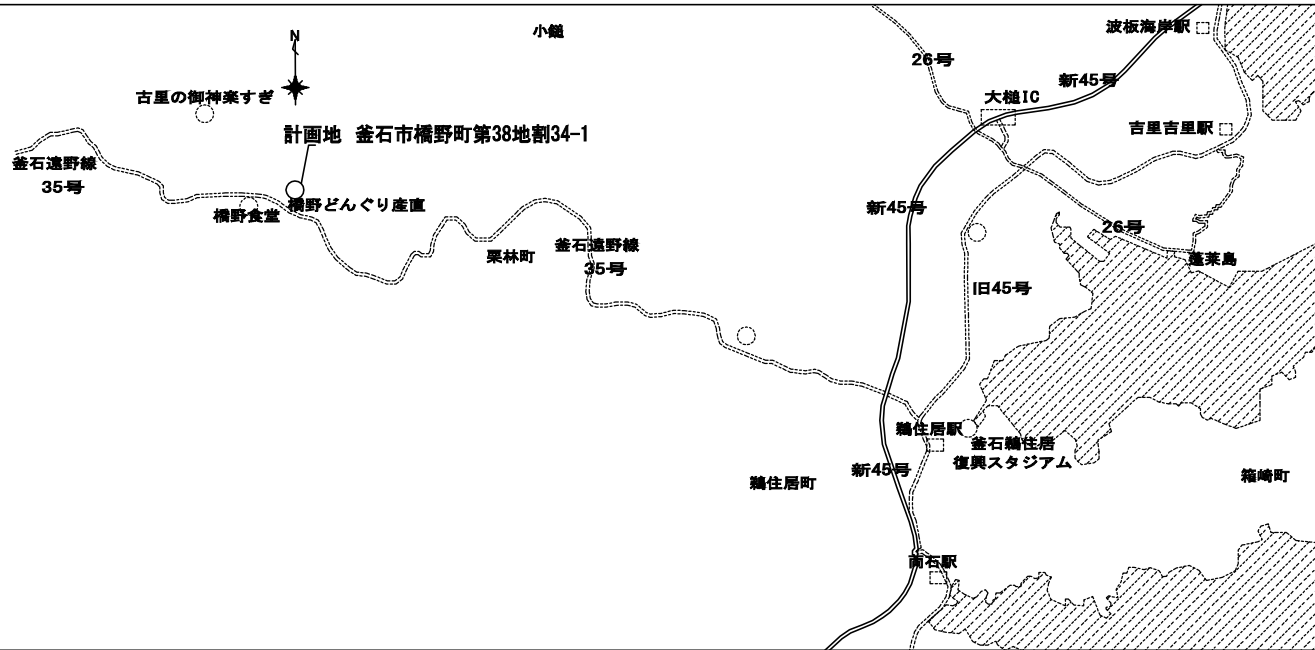 小鎚
波板海岸駅
N
26号
新45号
古里の御神楽すぎ
大槌IC
計画地 釜石市橋野町第38地割34-1
吉里吉里駅
釜石遠野線
35号
橋野食堂
橋野どんぐり産直
新45号
26号
栗林町
釜石遠野線
35号
蓬莱島
旧45号
鵜住居駅
釜石鵜住居
復興スタジアム
新45号
鵜住居町
箱崎町
両石駅